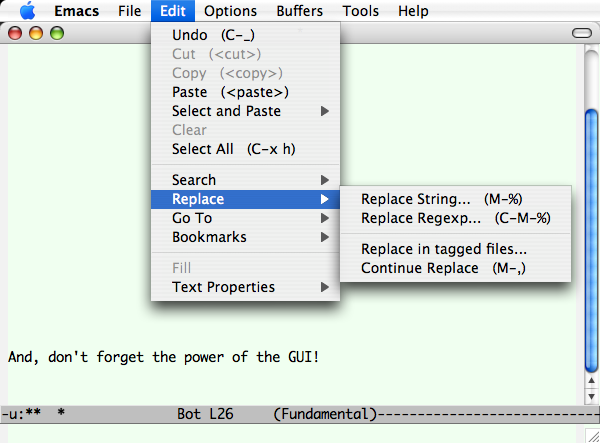 Emacs File Edit Options Buffers Tools Help
Undo (C-_)
Cut (<cut>)
Copy (<copy>)
Paste (<paste>)
Select and Paste
Clear
Select All (C-x h)
Search
Replace
Go To
Bookmarks
Fill
Text Properties
Replace String... (M-%)
Replace Regexp... (C-M-%)
Replace in tagged files...
Continue Replace (M-,)
And, don't forget the power of the GUI!
-u:** * Bot L26 (Fundamental)----------------------------